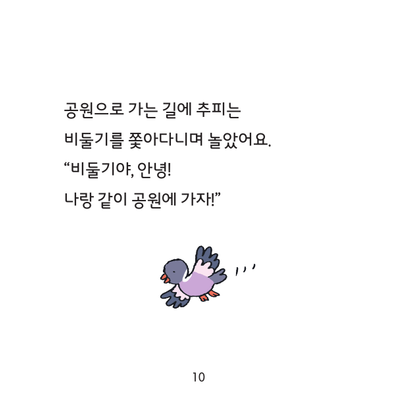 공원으로 가는 길에 추피는
비둘기를 쫓아다니며 놀았어요.
“비둘기야, 안녕!
나랑 같이 공원에 가자!”
10